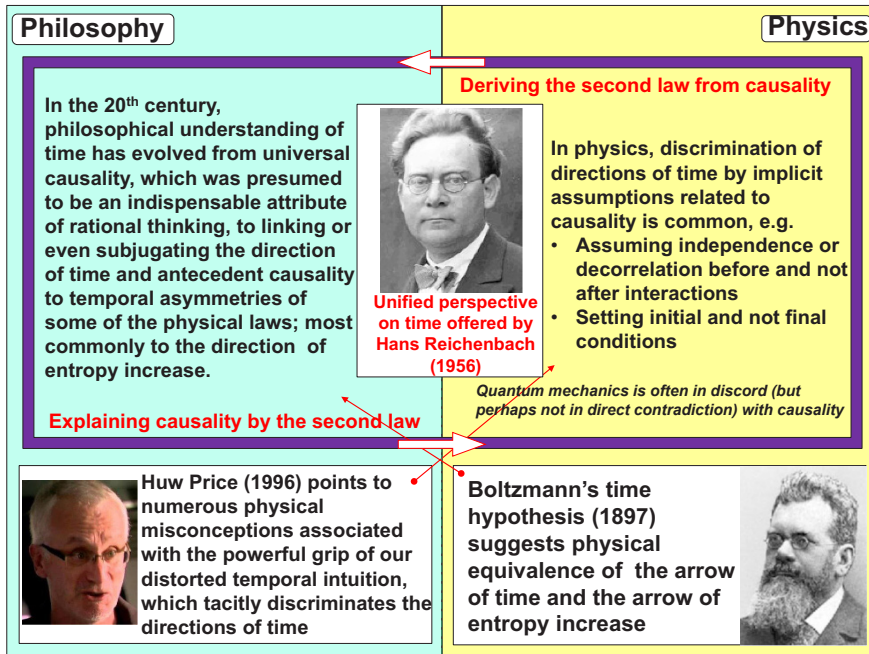 Philosophy
Physics
Deriving the second law from causality
In the 20th century,
philosophical understanding of
time has evolved from universal
causality, which was presumed
to be an indispensable attribute
of rational thinking, to linking or
even subjugating the direction
of time and antecedent causality
to temporal asymmetries of
some of the physical laws; most
commonly to the direction of
entropy increase.
Explaining causality by the second law
Unified perspective
on time offered by
Hans Reichenbach
(1956)
In physics, discrimination of
directions of time by implicit
assumptions related to
causality is common, e.g.
• Assuming independence or
decorrelation before and not
after interactions
• Setting initial and not final
conditions
Quantum mechanics is often in discord (but
perhaps not in direct contradiction) with causality
Huw Price (1996) points to
numerous physical
misconceptions associated
with the powerful grip of our
distorted temporal intuition,
which tacitly discriminates the
directions of time
Boltzmann's time
hypothesis (1897)
suggests physical
equivalence of the arrow
of time and the arrow of
entropy increase